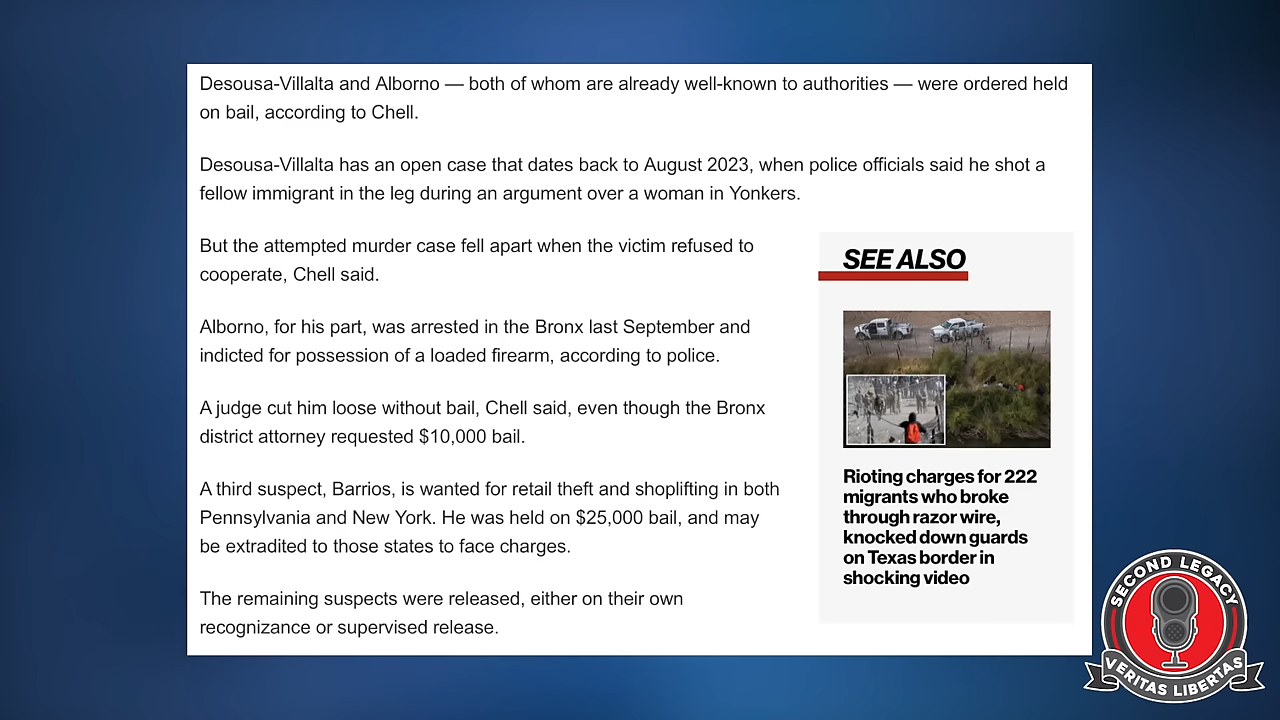 Desousa-Villalta and Alborno — both of whom are already well-known to authorities — were ordered held
on bail, according to Chell.
Desousa-Villalta has an open case that dates back to August 2023, when police officials said he shot a
fellow immigrant in the leg during an argument over a woman in Yonkers.
But the attempted murder case fell apart when the victim refused to
cooperate, Chell said.
Alborno, for his part, was arrested in the Bronx last September and
indicted for possession of a loaded firearm, according to police.
A judge cut him loose without bail, Chell said, even though the Bronx
district attorney requested $10,000 bail.
A third suspect, Barrios, is wanted for retail theft and shoplifting in both
Pennsylvania and New York. He was held on $25,000 bail, and may
be extradited to those states to face charges.
The remaining suspects were released, either on their own
recognizance or supervised release.
SEE ALSO
Rioting charges for 222
migrants who broke
through razor wire,
knocked down guards
on Texas border in
shocking video
SECOND LEGACY
VERITAS LIBERTAS